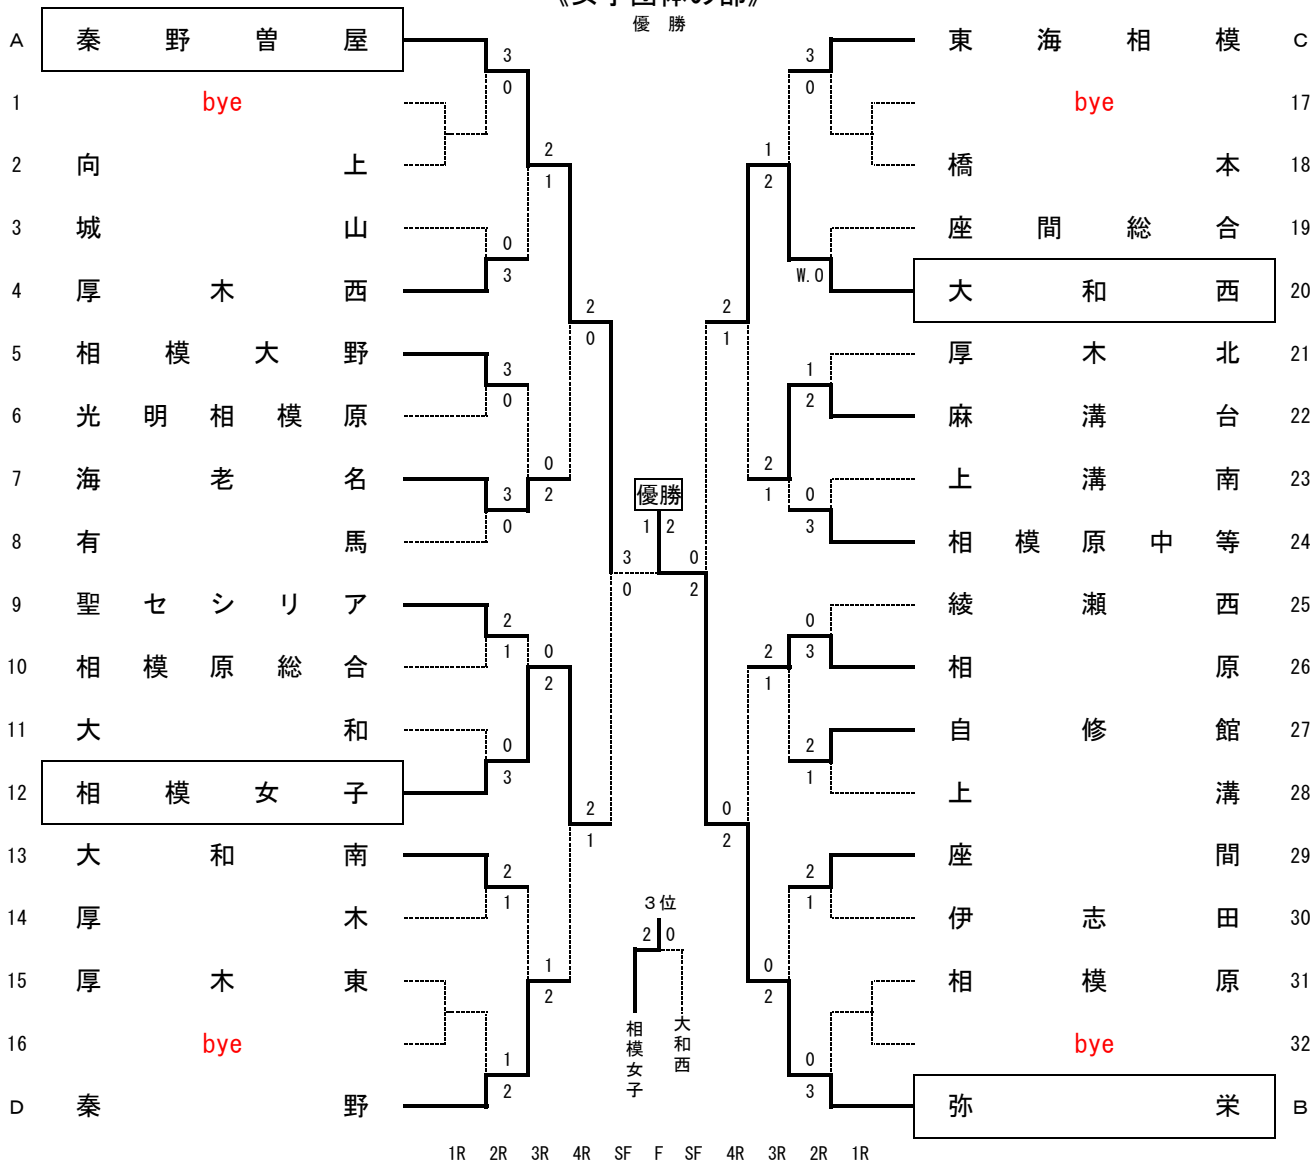 《女子団体の部》
優 勝
A 秦野曽屋
1 bye
2 向上
3 城山
4 厚木西
5 相模大野
6 光明相模原
7 海老名
8 有馬
9 聖セシリア
10 相模原総合
11 大和
12 相模女子
13 大和南
14 厚木
15 厚木東
16 bye
D 秦野
3
0
0
3
3
0
3
0
2
1
0
3
2
1
1
2
2
1
0
2
0
2
1
2
2
0
2
1
3
0
優勝
1 2
0
2
3位
2 0
相模女子
大和西
2
1
0
2
1
2
2
1
2
1
0
2
3
0
W.0
1
2
0
3
0
3
2
1
2
1
0
3
東海相模 C
bye 17
橋本 18
座間総合 19
大和西 20
厚木北 21
麻溝台 22
上溝南 23
相模原中等 24
綾瀬西 25
相原 26
自修館 27
上溝 28
座間 29
伊志田 30
相模原 31
bye 32
弥栄 B
1R 2R 3R 4R SF F SF 4R 3R 2R 1R